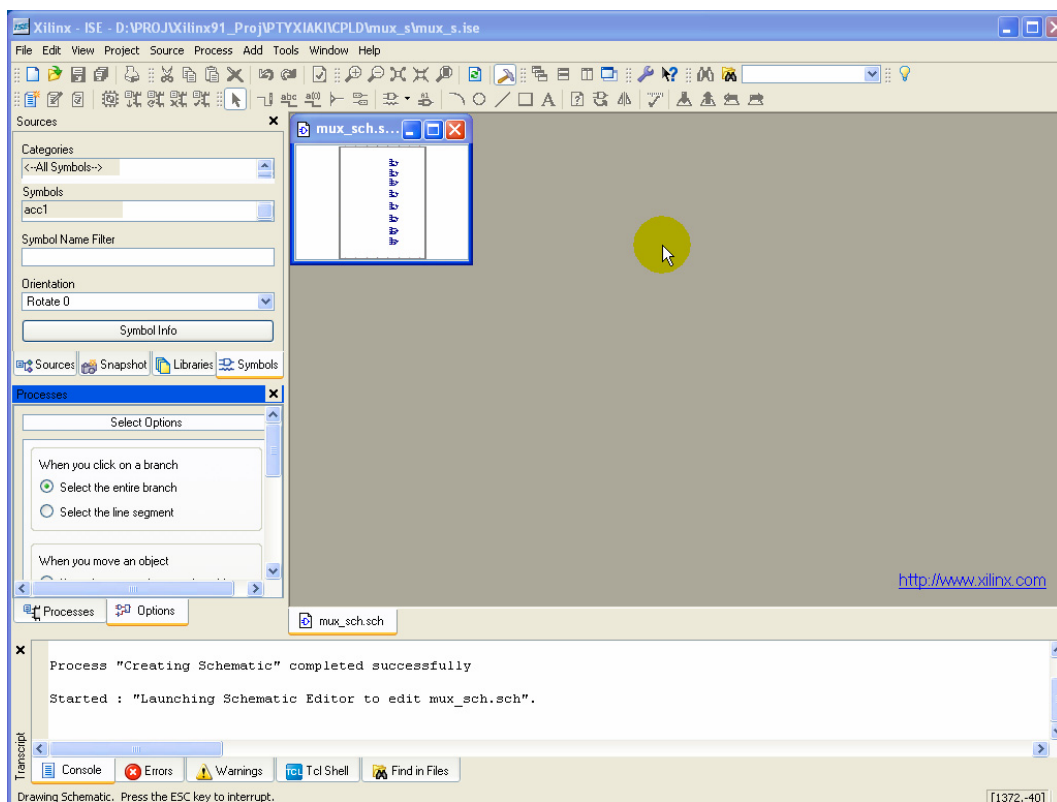 Xilinx - ISE - D:\PROJ\Xilinx91_Proj\PTYXIAKI\CPLD\mux_s\mux_s.ise
File Edit View Project Source Process Add Tools Window Help
Sources
Categories
<--All Symbols-->
Symbols
acc1
Symbol Name Filter
Orientation
Rotate 0
Symbol Info
Sources Snapshot Libraries Symbols
mux_sch.s...
Processes
Select Options
When you click on a branch
Select the entire branch
Select the line segment
When you move an object
Processes Options
http://www.xilinx.com
mux_sch.sch
Process "Creating Schematic" completed successfully
Started : "Launching Schematic Editor to edit mux_sch.sch".
Transcript
Console Errors Warnings Tcl Shell Find in Files
Drawing Schematic. Press the ESC key to interrupt.
[1372,-40]